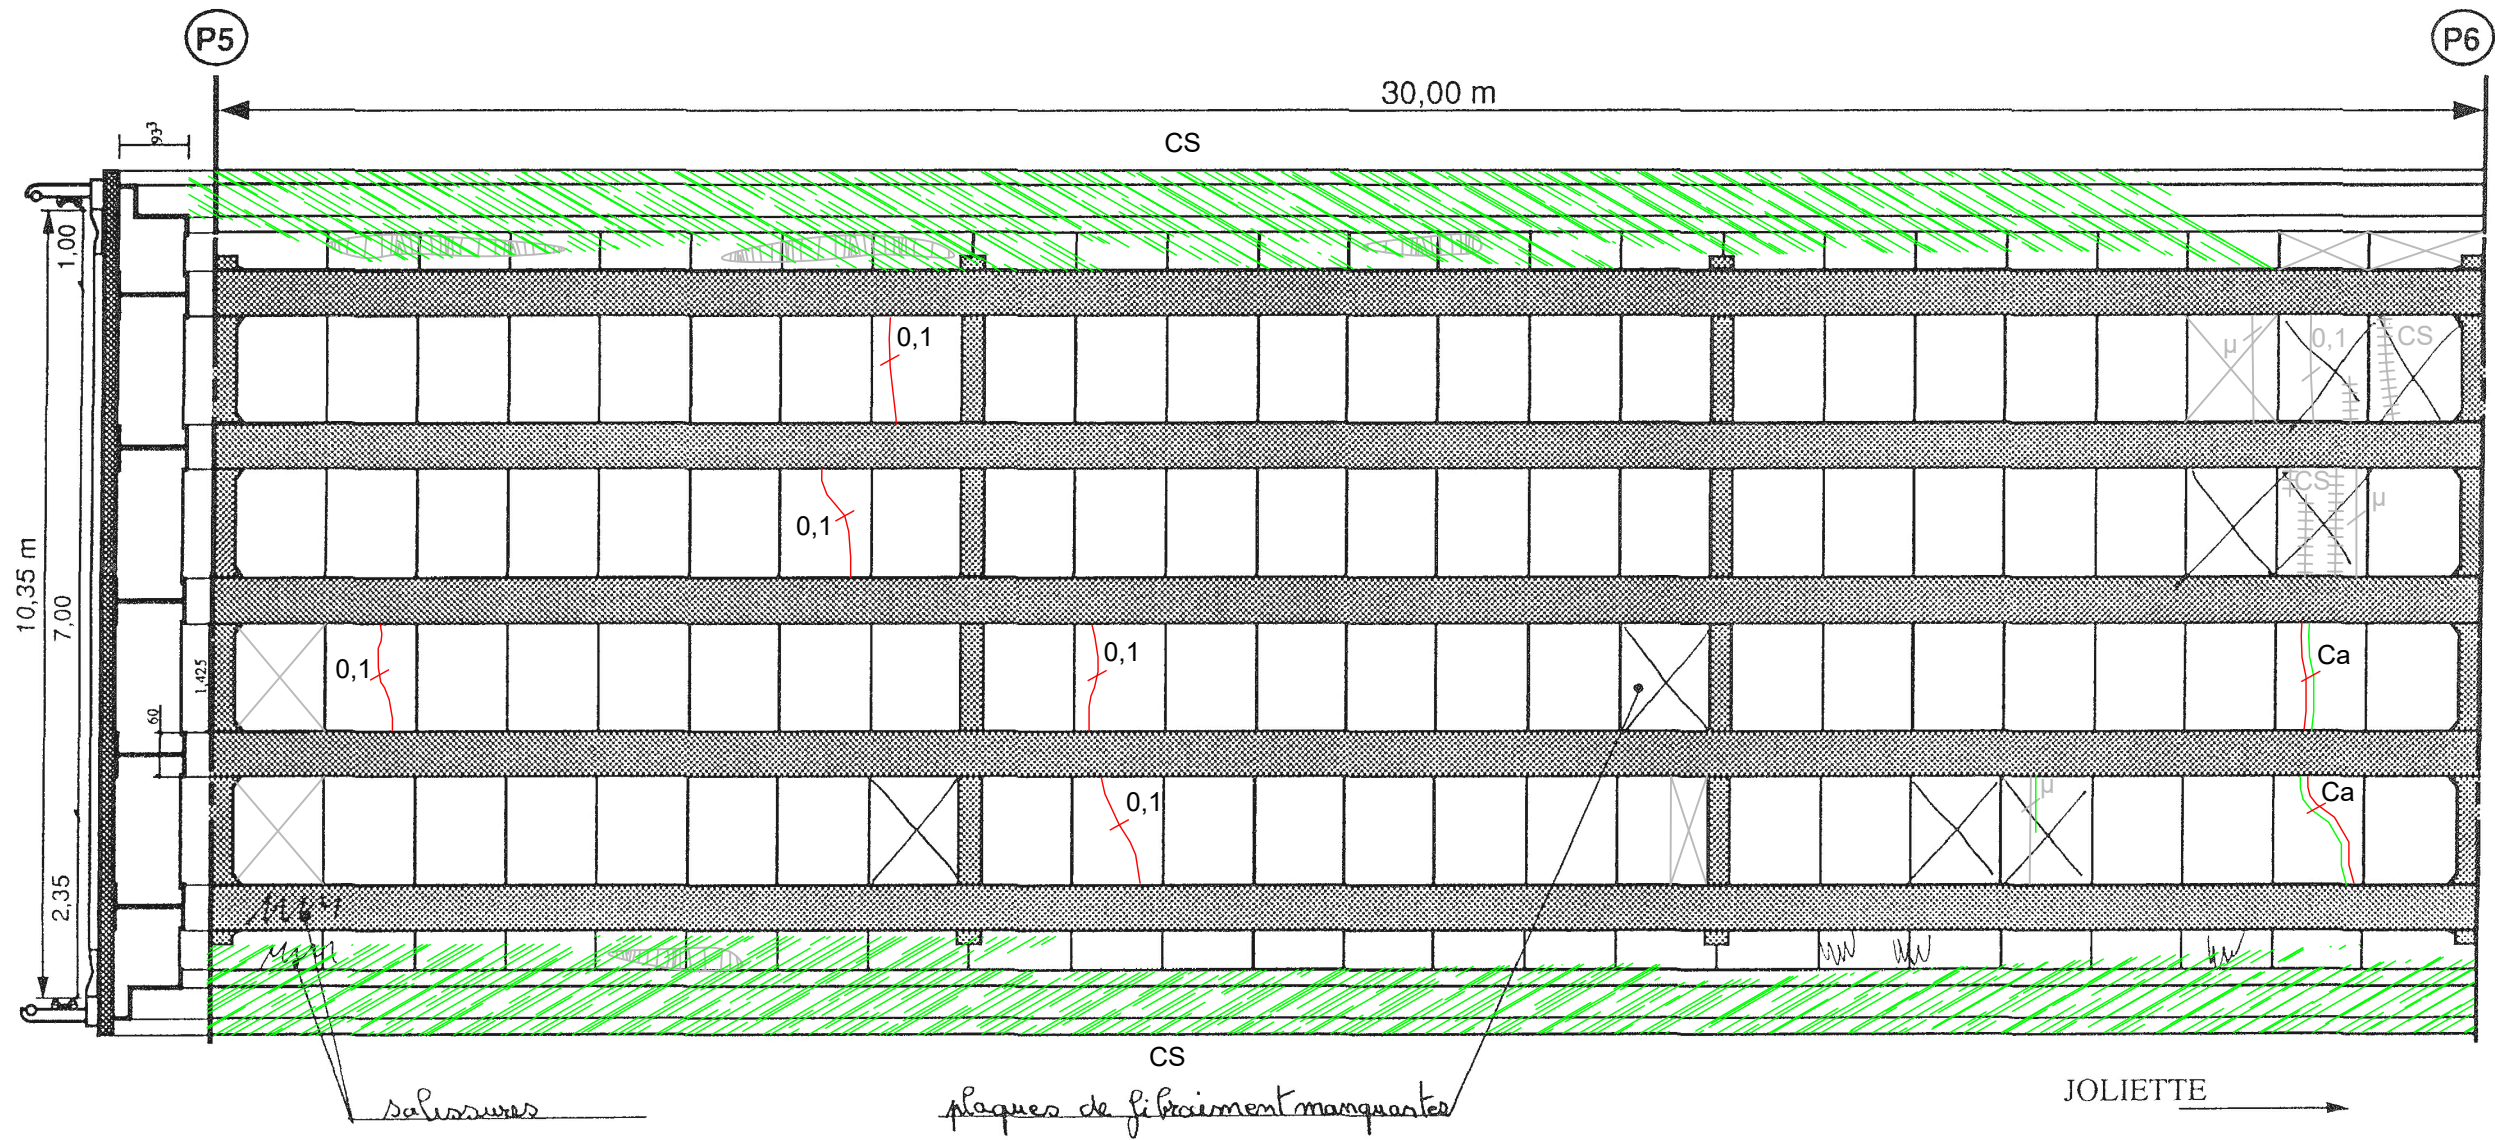 P5
P6
30,00 m
93³
CS
1,00
0,1
µ
0,1
CS
0,1
CS
µ
10,35 m
7,00
1,425
0,1
0,1
Ca
60
0,1
µ
Ca
2,35
CS
salissures
plaques de fibrociment manquantes
JOLIETTE